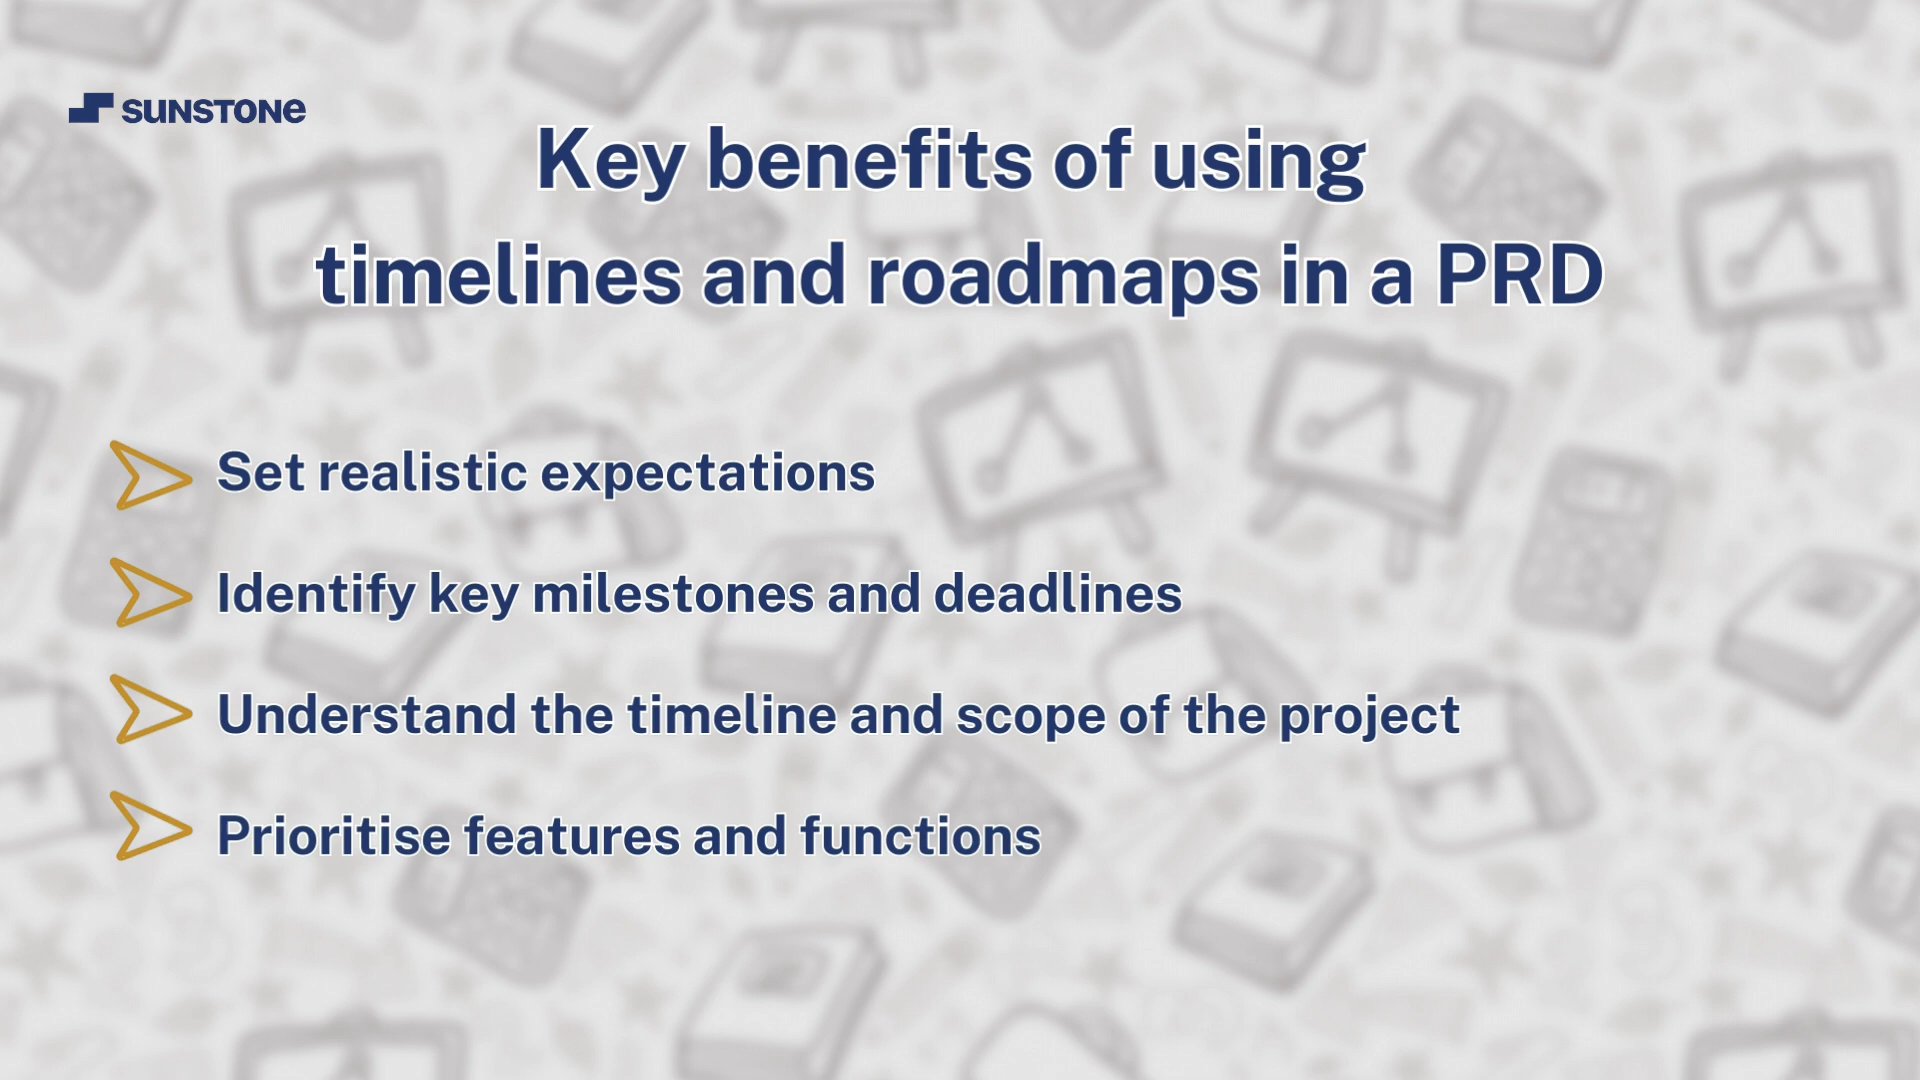 SUNSTONE
Key benefits of using
timelines and roadmaps in a PRD
Set realistic expectations
Identify key milestones and deadlines
Understand the timeline and scope of the project
Prioritise features and functions